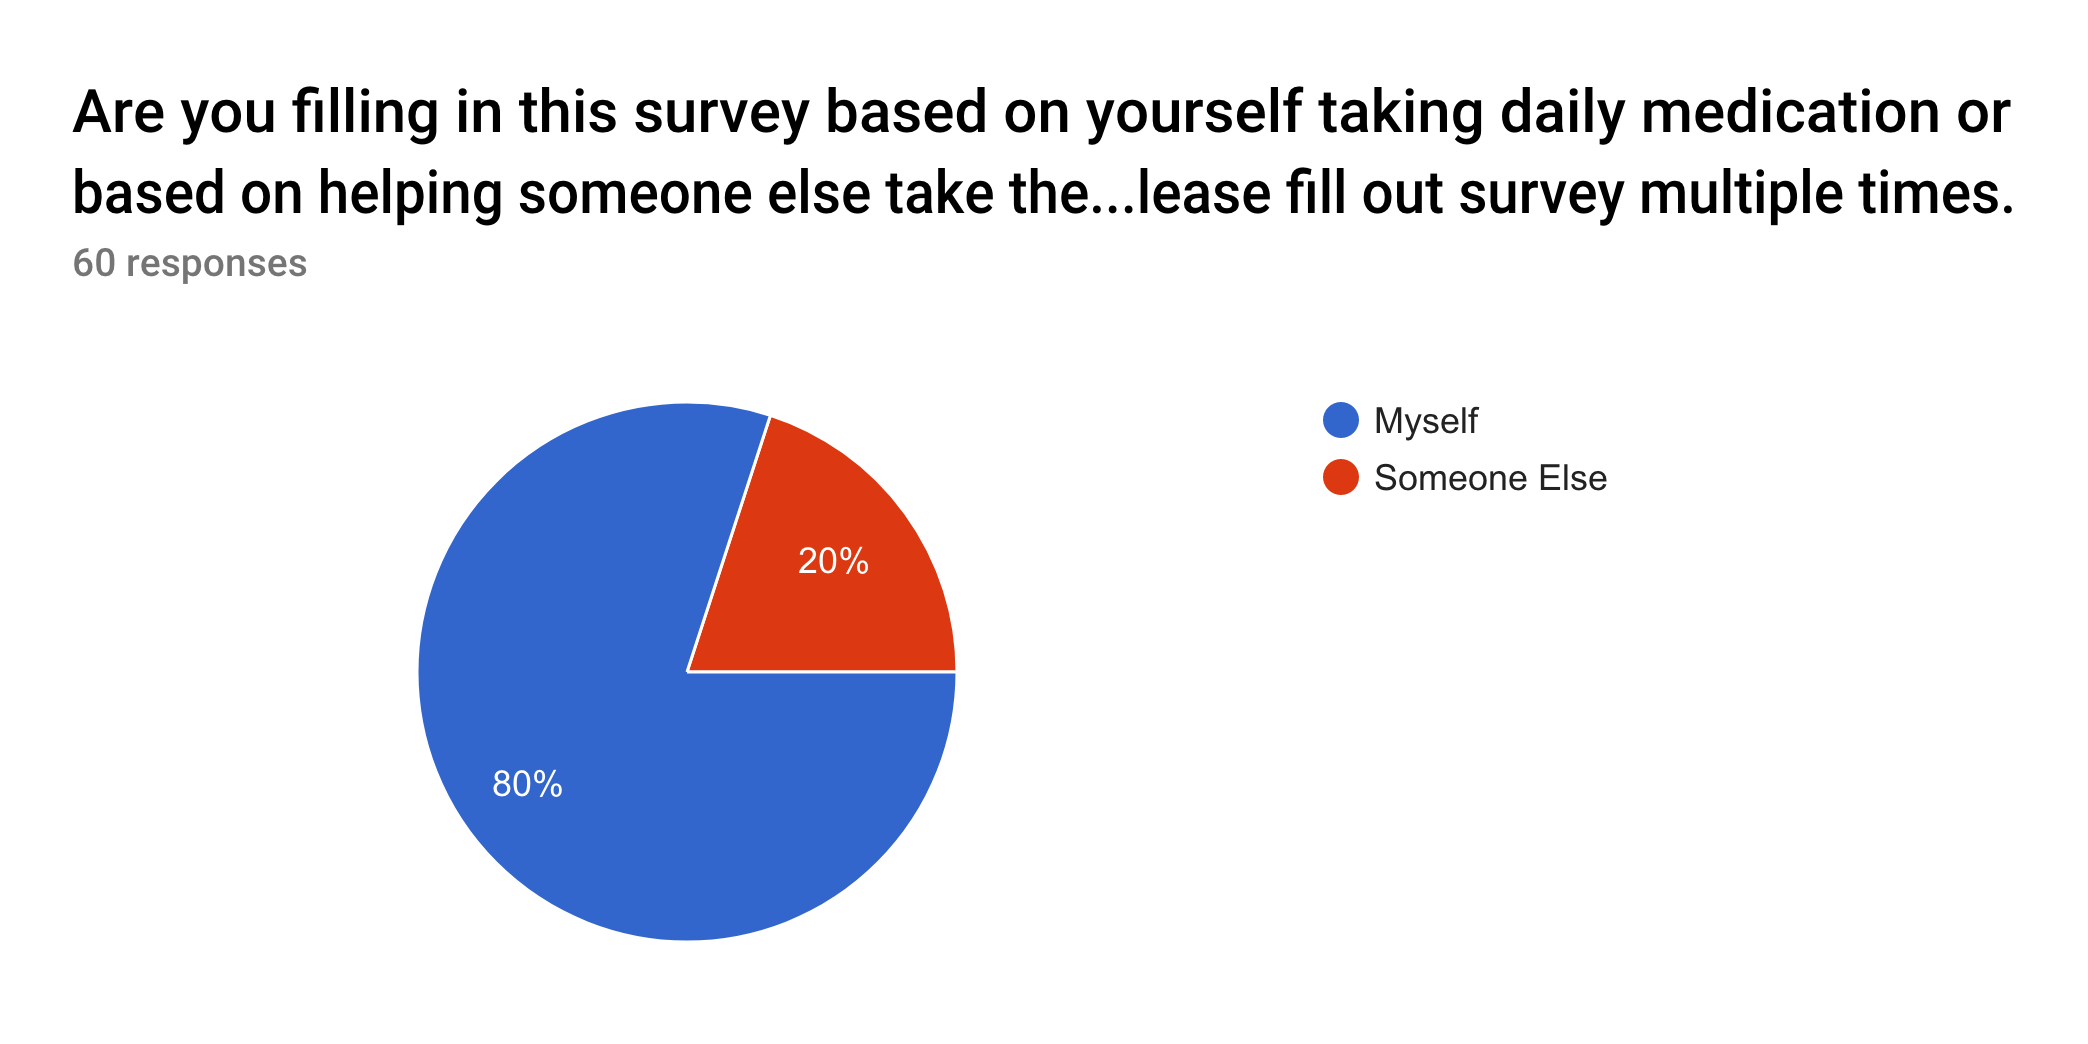 Are you filling in this survey based on yourself taking daily medication or
based on helping someone else take the...lease fill out survey multiple times.
60 responses
Myself
Someone Else
20%
80%